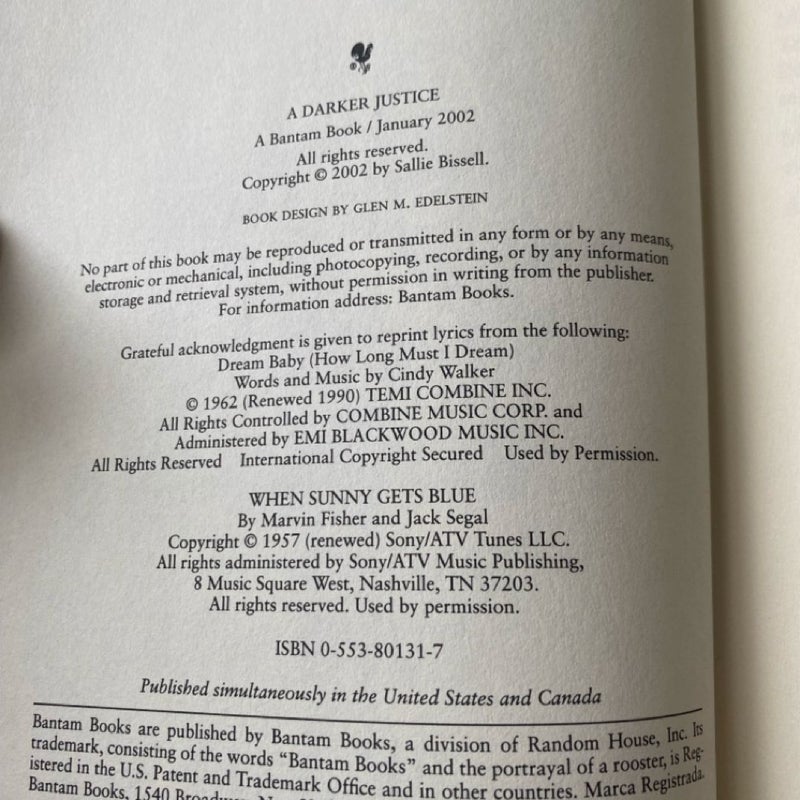 A DARKER JUSTICE
A Bantam Book / January 2002
All rights reserved.
Copyright © 2002 by Sallie Bissell.
BOOK DESIGN BY GLEN M. EDELSTEIN
No part of this book may be reproduced or transmitted in any form or by any means,
electronic or mechanical, including photocopying, recording, or by any information
storage and retrieval system, without permission in writing from the publisher.
For information address: Bantam Books.
Grateful acknowledgment is given to reprint lyrics from the following:
Dream Baby (How Long Must I Dream)
Words and Music by Cindy Walker
© 1962 (Renewed 1990) TEMI COMBINE INC.
All Rights Controlled by COMBINE MUSIC CORP. and
Administered by EMI BLACKWOOD MUSIC INC.
All Rights Reserved International Copyright Secured Used by Permission.
WHEN SUNNY GETS BLUE
By Marvin Fisher and Jack Segal
Copyright © 1957 (renewed) Sony/ATV Tunes LLC.
All rights administered by Sony/ATV Music Publishing,
8 Music Square West, Nashville, TN 37203.
All rights reserved. Used by permission.
ISBN 0-553-80131-7
Published simultaneously in the United States and Canada
Bantam Books are published by Bantam Books, a division of Random House, Inc. Its
trademark, consisting of the words "Bantam Books" and the portrayal of a rooster, is Reg-
istered in the U.S. Patent and Trademark Office and in other countries. Marca Registrada.
Bantam Books, 1540 Broadway,